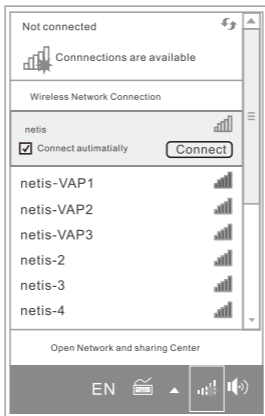 Not connected
Connnections are available
Wireless Network Connection
netis
Connect autimatially
Connect
netis-VAP1
netis-VAP2
netis-VAP3
netis-2
netis-3
netis-4
Open Network and sharing Center
EN